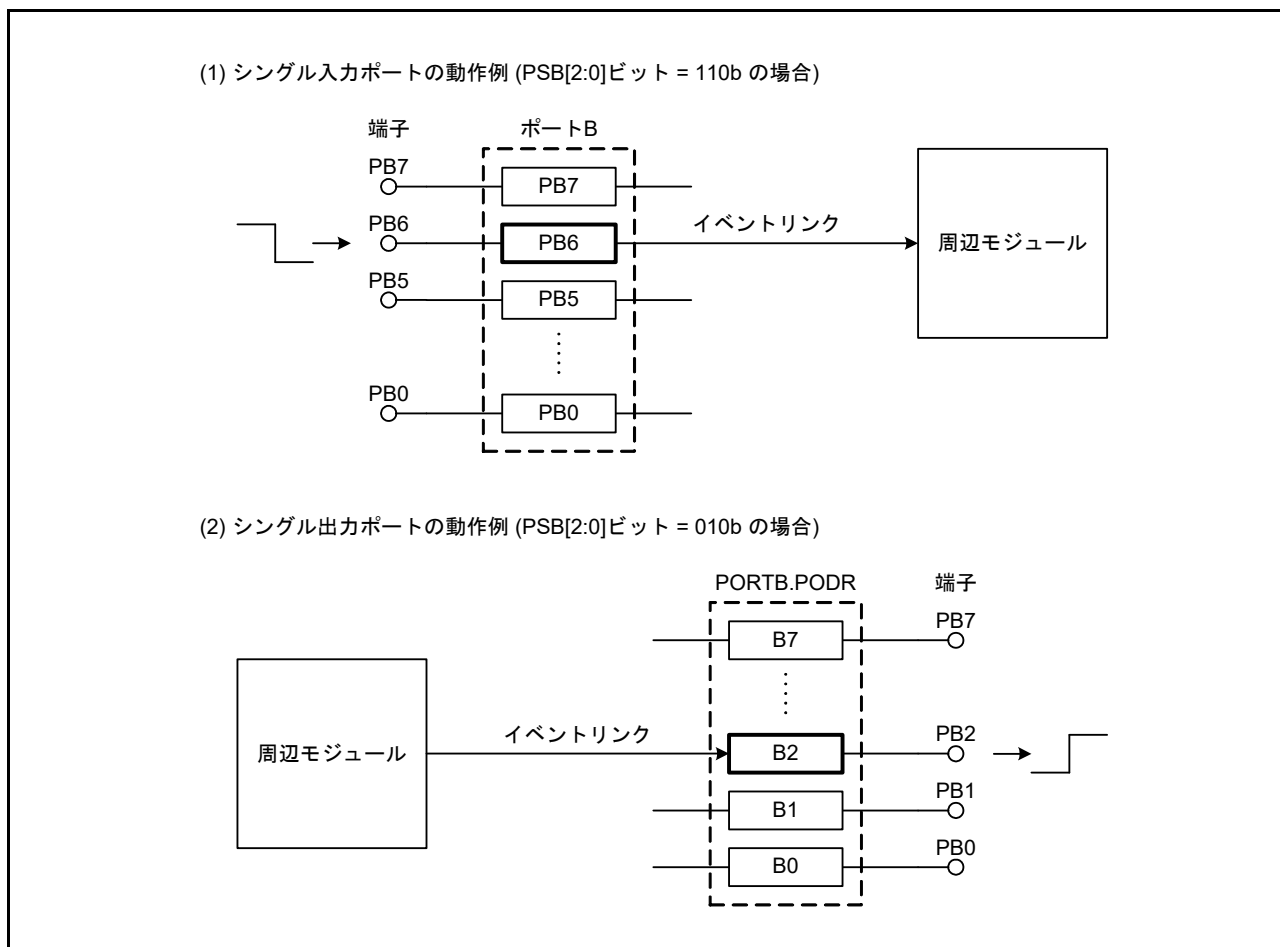 (1) シングル入力ポートの動作例 (PSB[2:0]ビット = 110b の場合)
端子
ポートB
PB7
PB7
PB6
PB6
イベントリンク
周辺モジュール
PB5
PB5
PB0
PB0
(2) シングル出力ポートの動作例 (PSB[2:0]ビット = 010b の場合)
PORTB.PODR
端子
B7
PB7
周辺モジュール
イベントリンク
B2
PB2
B1
PB1
B0
PB0